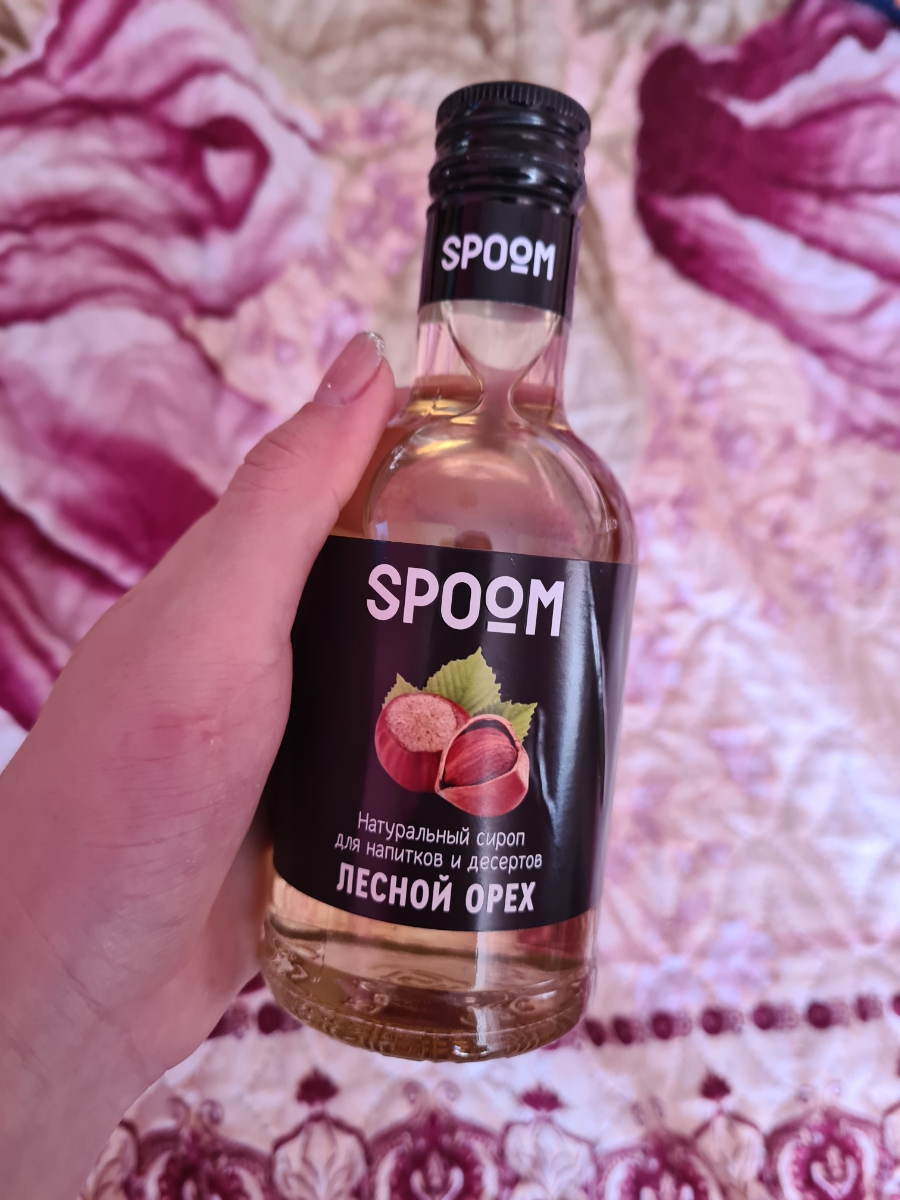 SPOOM
SPOOM
Натуральный сироп
для напитков и десертов
ЛЕСНОЙ ОРЕХ